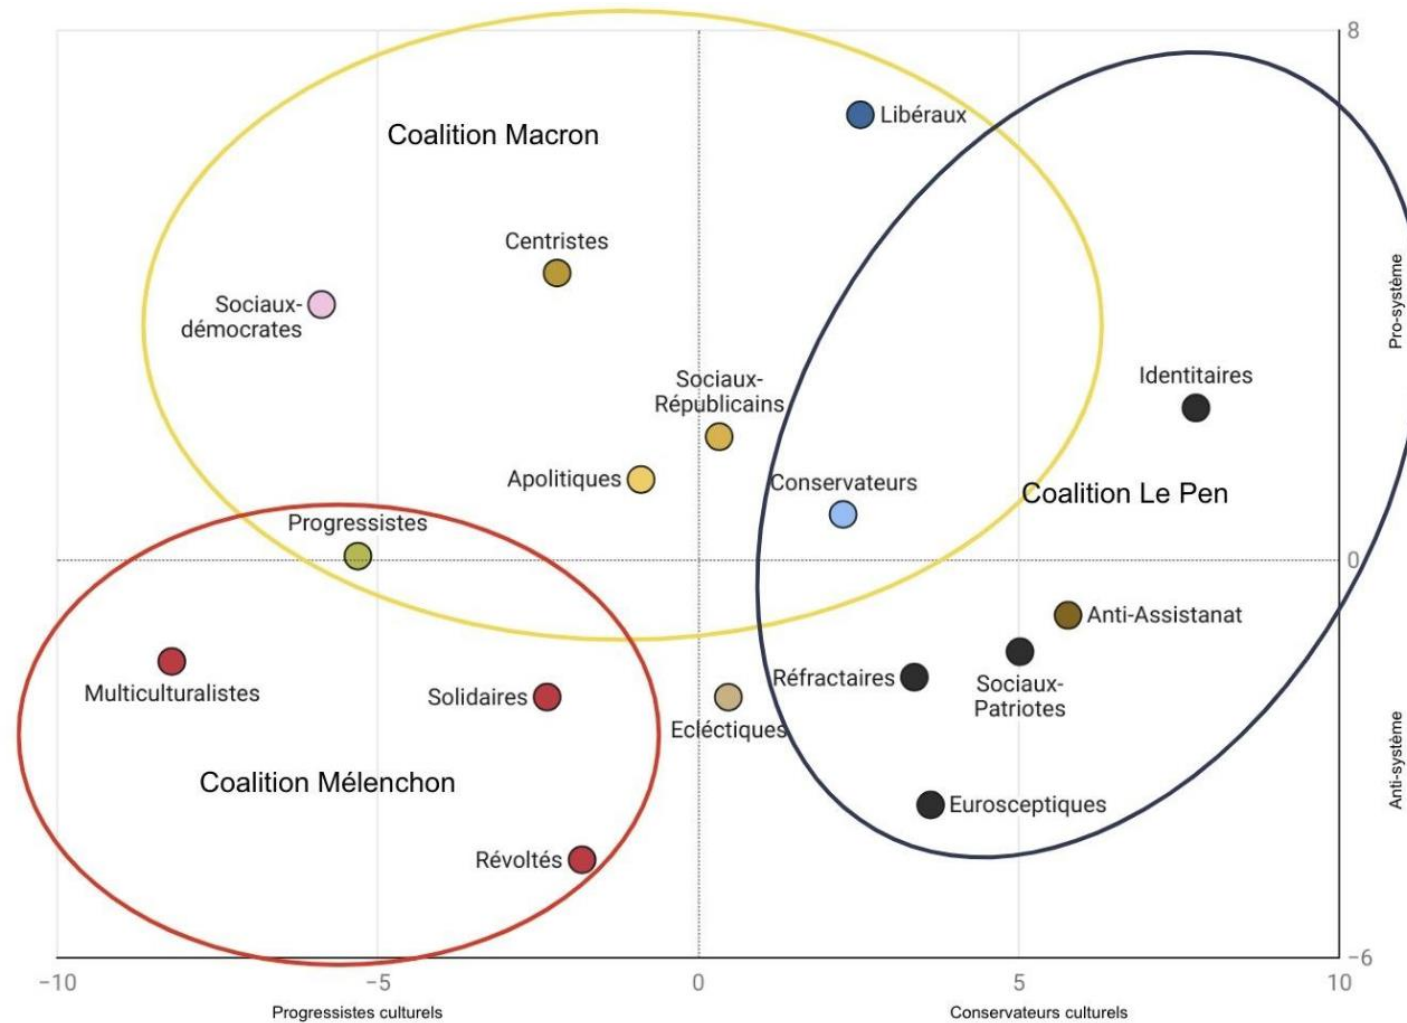 8
Libéraux
Coalition Macron
Centristes
Sociaux-
démocrates
Pro-système
Identitaires
Sociaux-
Républicains
Apolitiques
Conservateurs
Coalition Le Pen
Progressistes
0
Anti-Assistanat
Multiculturalistes
Solidaires
Réfractaires
Sociaux-
Patriotes
Ecléctiques
Anti-système
Coalition Mélenchon
Eurosceptiques
Révoltés
−6
−10
−5
0
5
10
Progressistes culturels
Conservateurs culturels